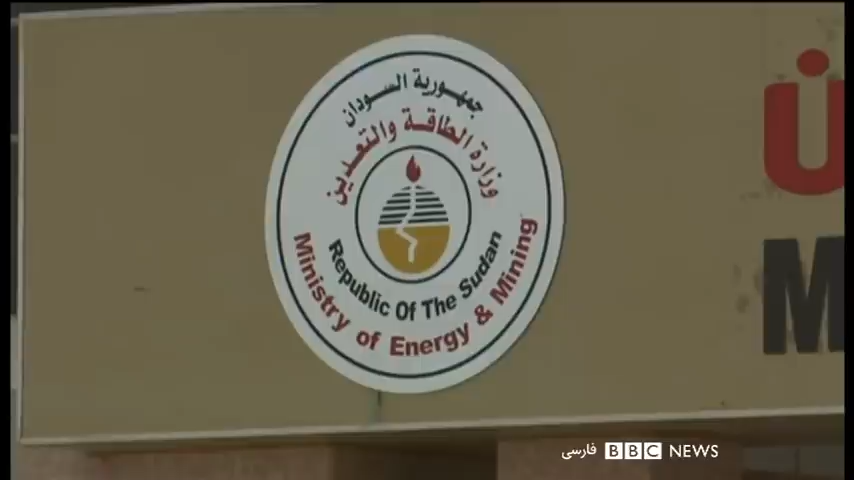 جمهورية السودان
وزارة الطاقة والتعدين
Republic Of The Sudan
Ministry of Energy & Mining
ن
M
فارسی BBC NEWS